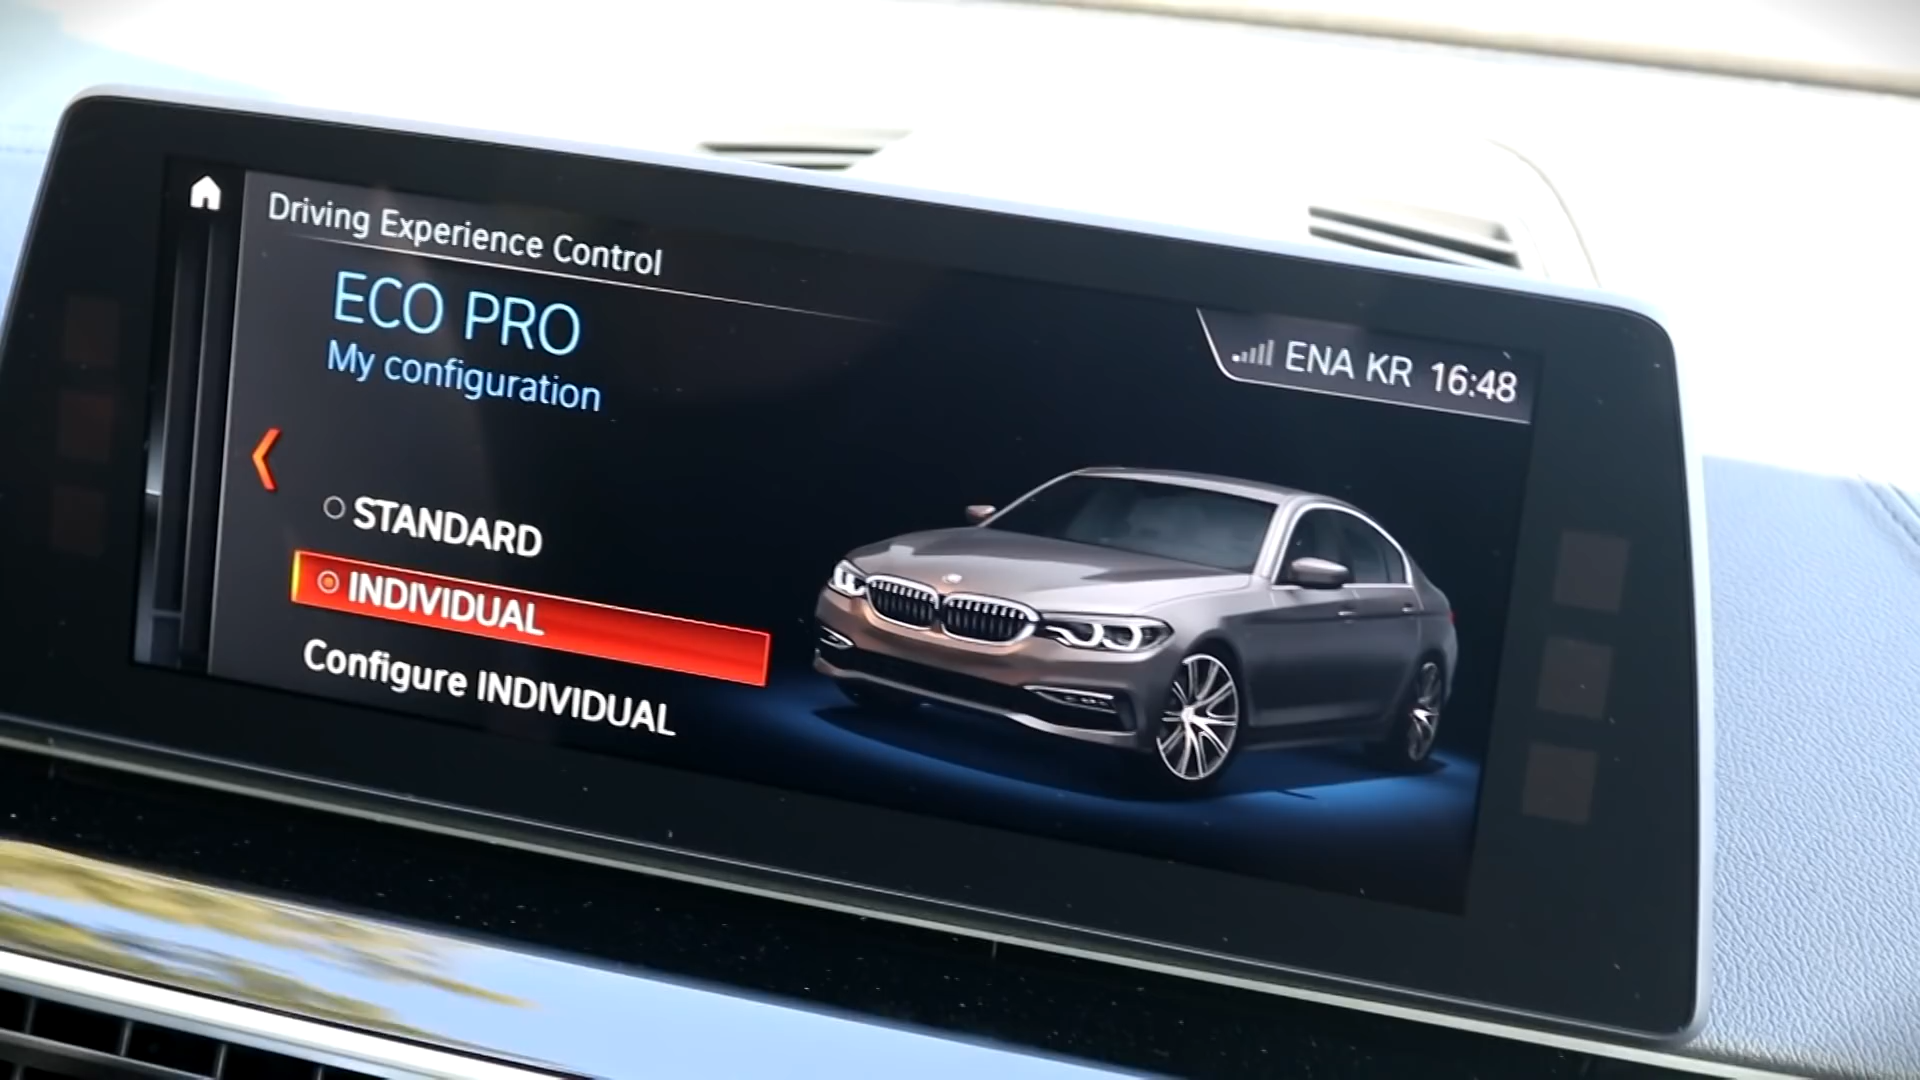 Driving Experience Control
ECO PRO
My configuration
ENA KR 16:48
STANDARD
INDIVIDUAL
Configure INDIVIDUAL